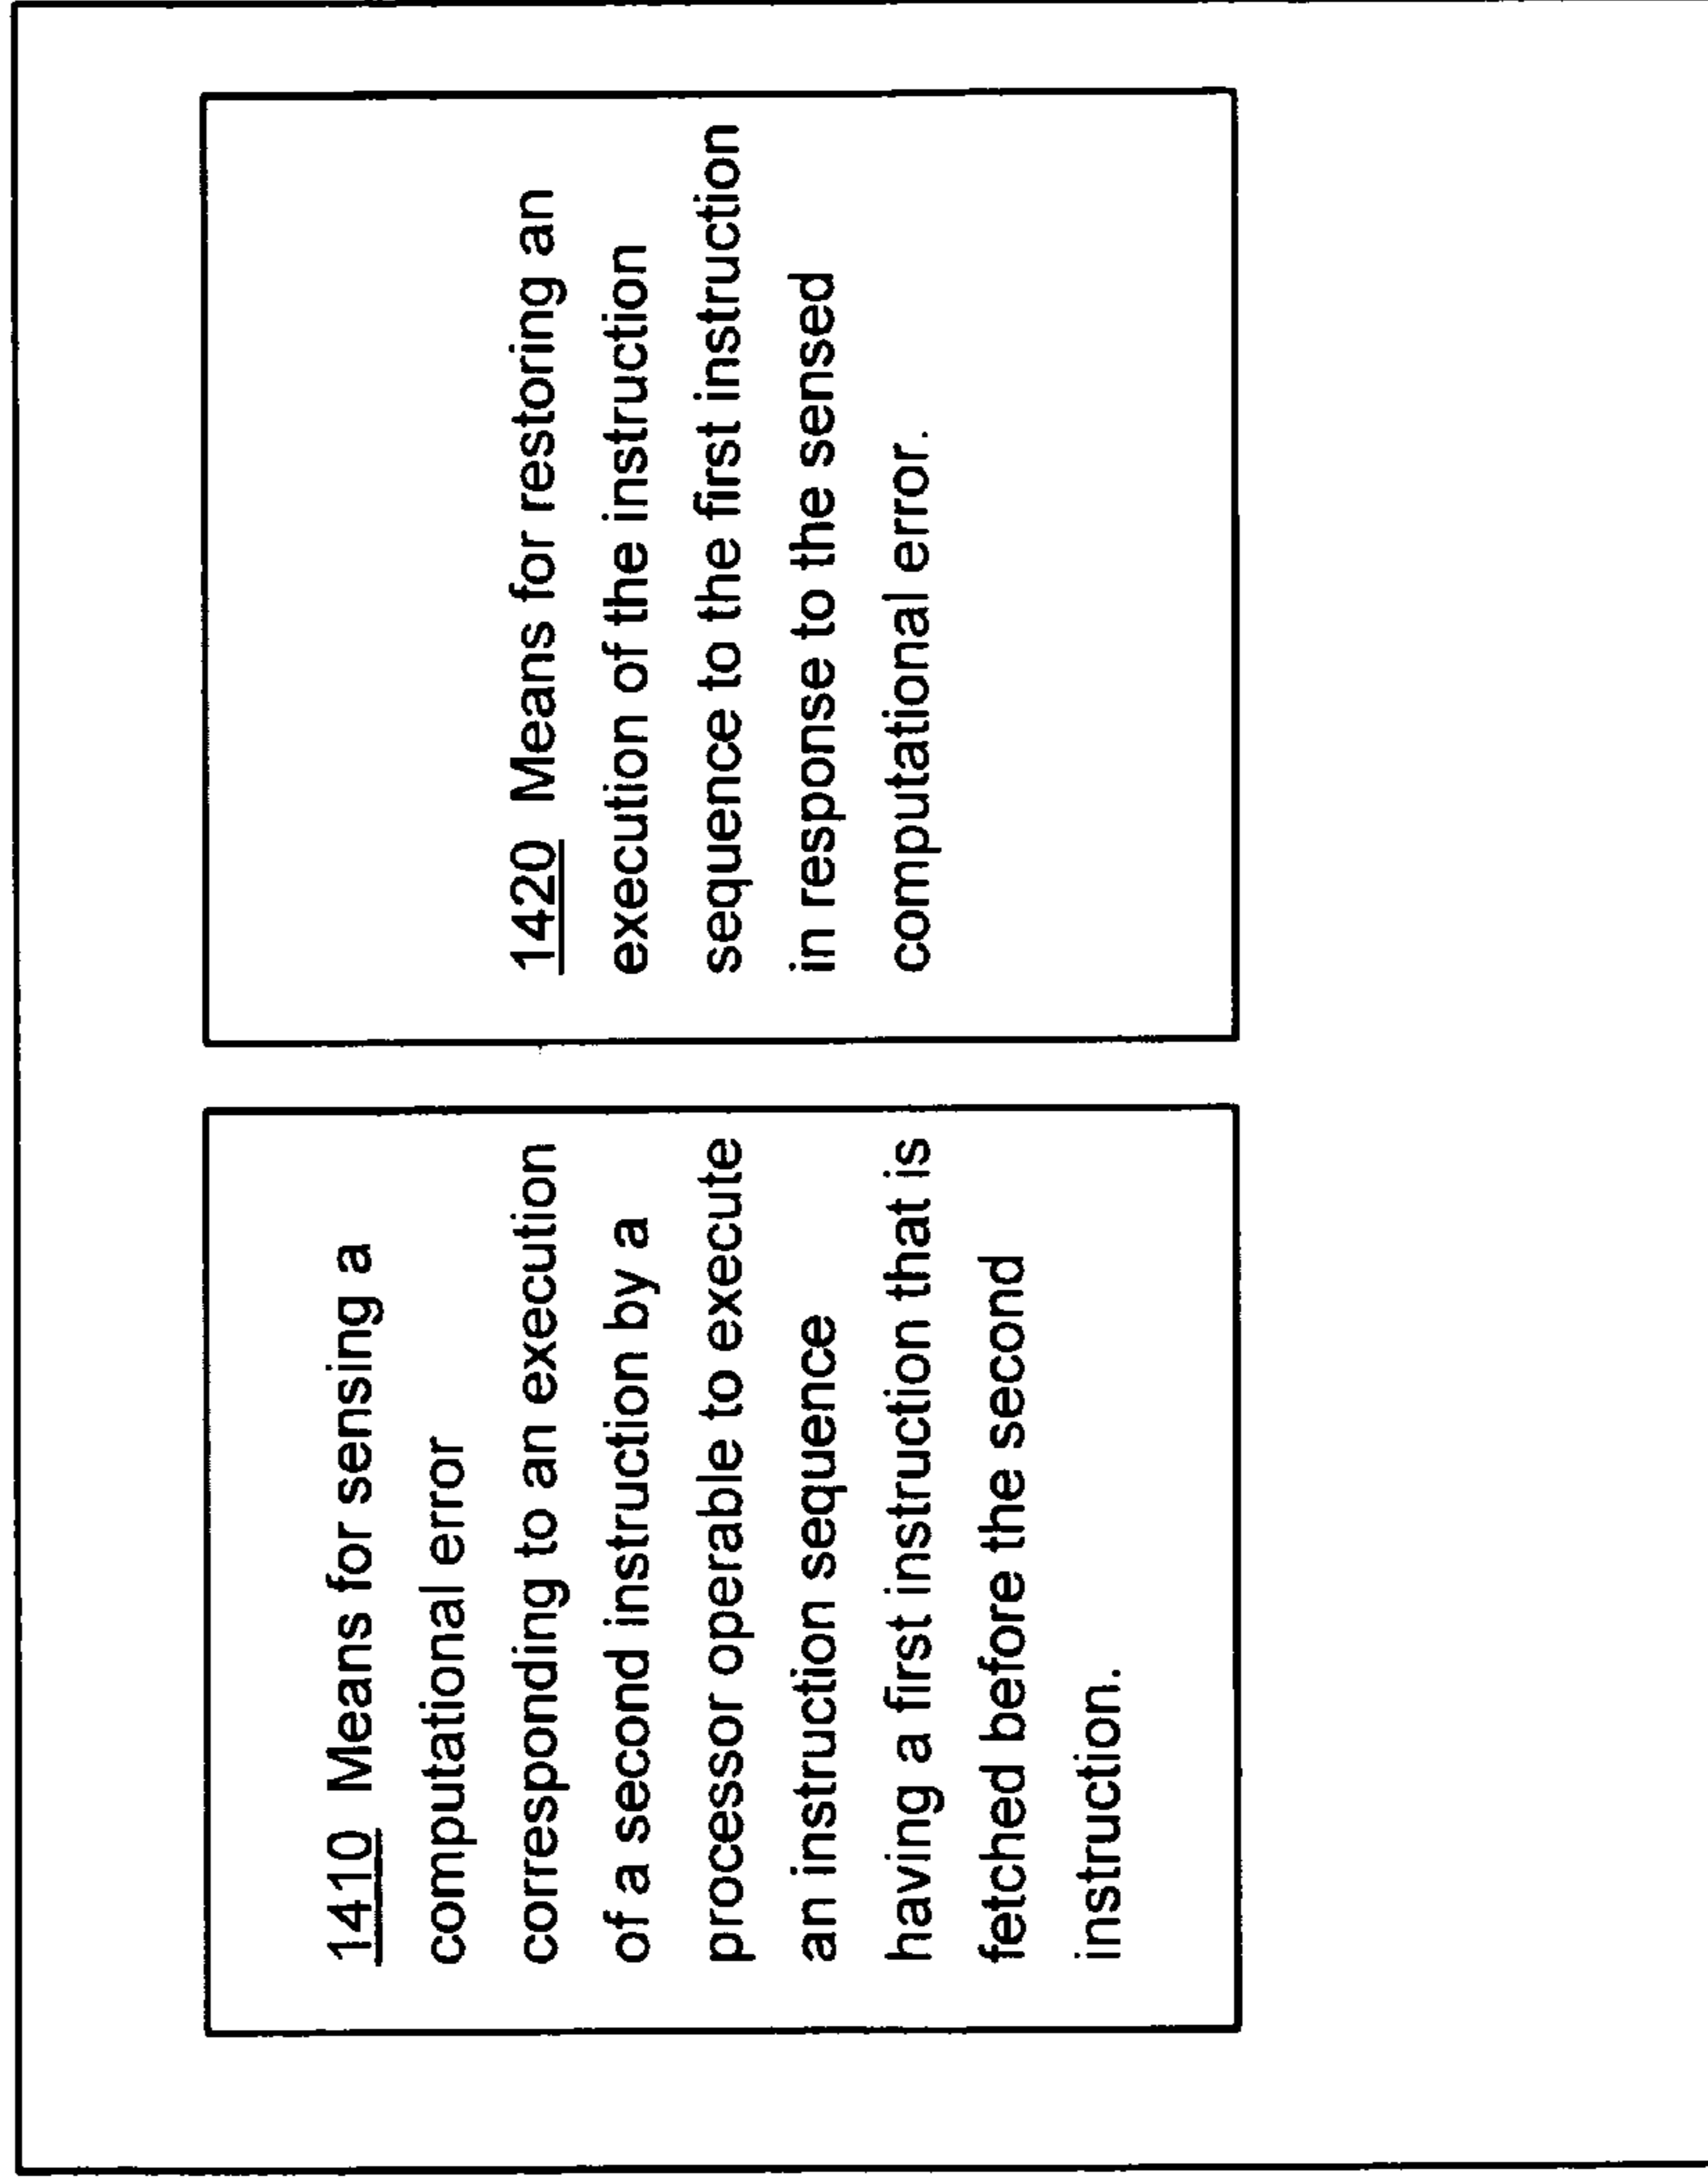 1410 Means for sensing a
computational error
corresponding to an execution
of a second instruction by a
processor operable to execute
an instruction sequence
having a first instruction that is
fetched before the second
instruction.
1420 Means for restoring an
execution of the instruction
sequence to the first instruction
in response to the sensed
computational error.